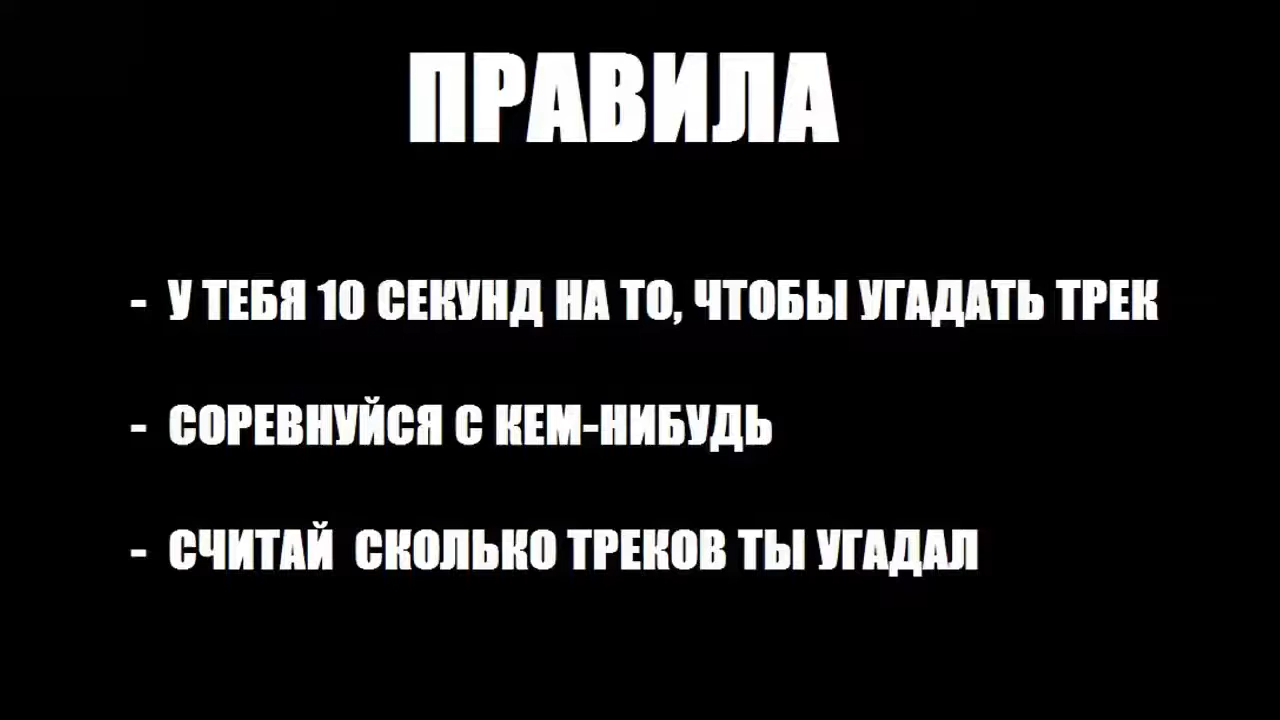 ПРАВИЛА
- У ТЕБЯ 10 СЕКУНД НА ТО, ЧТОБЫ УГАДАТЬ ТРЕК
- СОРЕВНУЙСЯ С КЕМ-НИБУДЬ
- СЧИТАЙ СКОЛЬКО ТРЕКОВ ТЫ УГАДАЛ